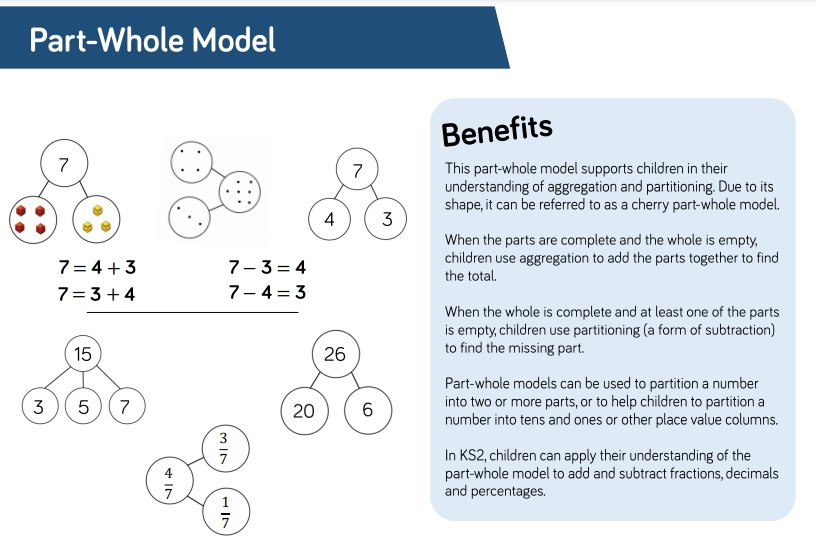 Part-Whole Model
7
7
4
3
7 = 4 + 3
7 = 3 + 4
7 − 3 = 4
7 − 4 = 3
15
3
5
7
26
20
6
3/7
4/7
1/7
Benefits
This part-whole model supports children in their
understanding of aggregation and partitioning. Due to its
shape, it can be referred to as a cherry part-whole model.
When the parts are complete and the whole is empty,
children use aggregation to add the parts together to find
the total.
When the whole is complete and at least one of the parts
is empty, children use partitioning (a form of subtraction)
to find the missing part.
Part-whole models can be used to partition a number
into two or more parts, or to help children to partition a
number into tens and ones or other place value columns.
In KS2, children can apply their understanding of the
part-whole model to add and subtract fractions, decimals
and percentages.